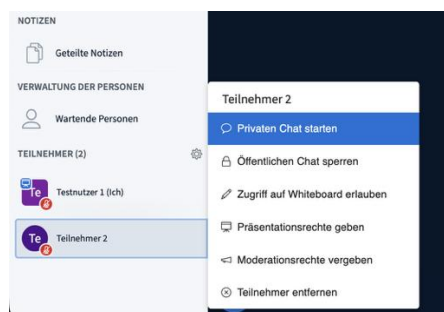 NOTIZEN
Geteilte Notizen
VERWALTUNG DER PERSONEN
Wartende Personen
TEILNEHMER (2)
Te
Testnutzer 1 (Ich)
Te
Teilnehmer 2
Teilnehmer 2
Privaten Chat starten
Öffentlichen Chat sperren
Zugriff auf Whiteboard erlauben
Präsentationsrechte geben
Moderationsrechte vergeben
Teilnehmer entfernen